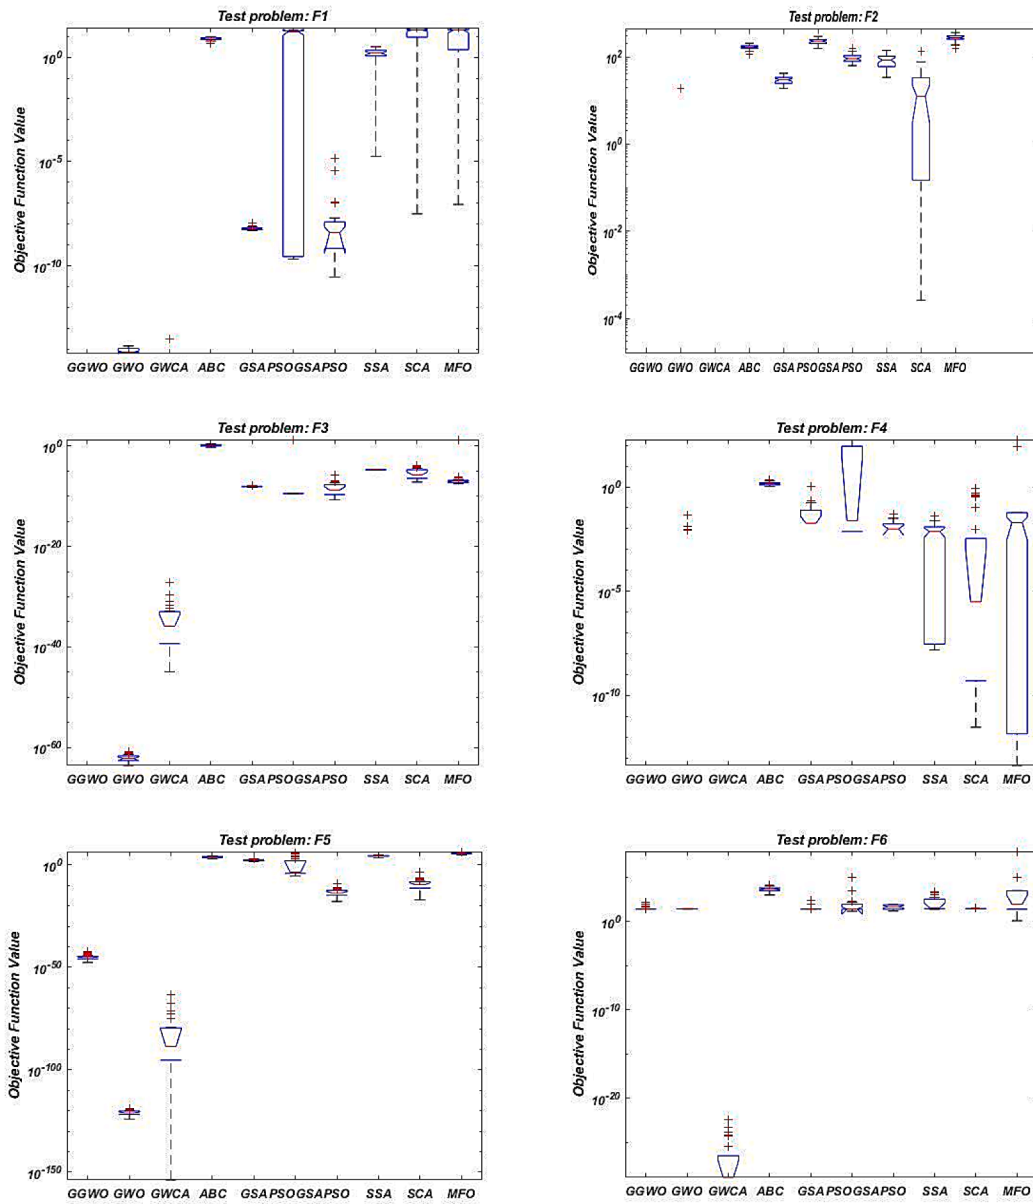 Test problem: F1
Objective Function Value
10^0
10^-5
10^-10
GGWO GWO GWCA ABC GSA PSOGSA PSO SSA SCA MFO
Test problem: F2
Objective Function Value
10^2
10^0
10^-2
10^-4
GGWO GWO GWCA ABC GSA PSOGSA PSO SSA SCA MFO
Test problem: F3
Objective Function Value
10^0
10^-20
10^-40
10^-60
GGWO GWO GWCA ABC GSA PSOGSA PSO SSA SCA MFO
Test problem: F4
Objective Function Value
10^0
10^-5
10^-10
GGWO GWO GWCA ABC GSA PSOGSA PSO SSA SCA MFO
Test problem: F5
Objective Function Value
10^0
10^-50
10^-100
10^-150
GGWO GWO GWCA ABC GSA PSOGSA PSO SSA SCA MFO
Test problem: F6
Objective Function Value
10^0
10^-10
10^-20
GGWO GWO GWCA ABC GSA PSOGSA PSO SSA SCA MFO